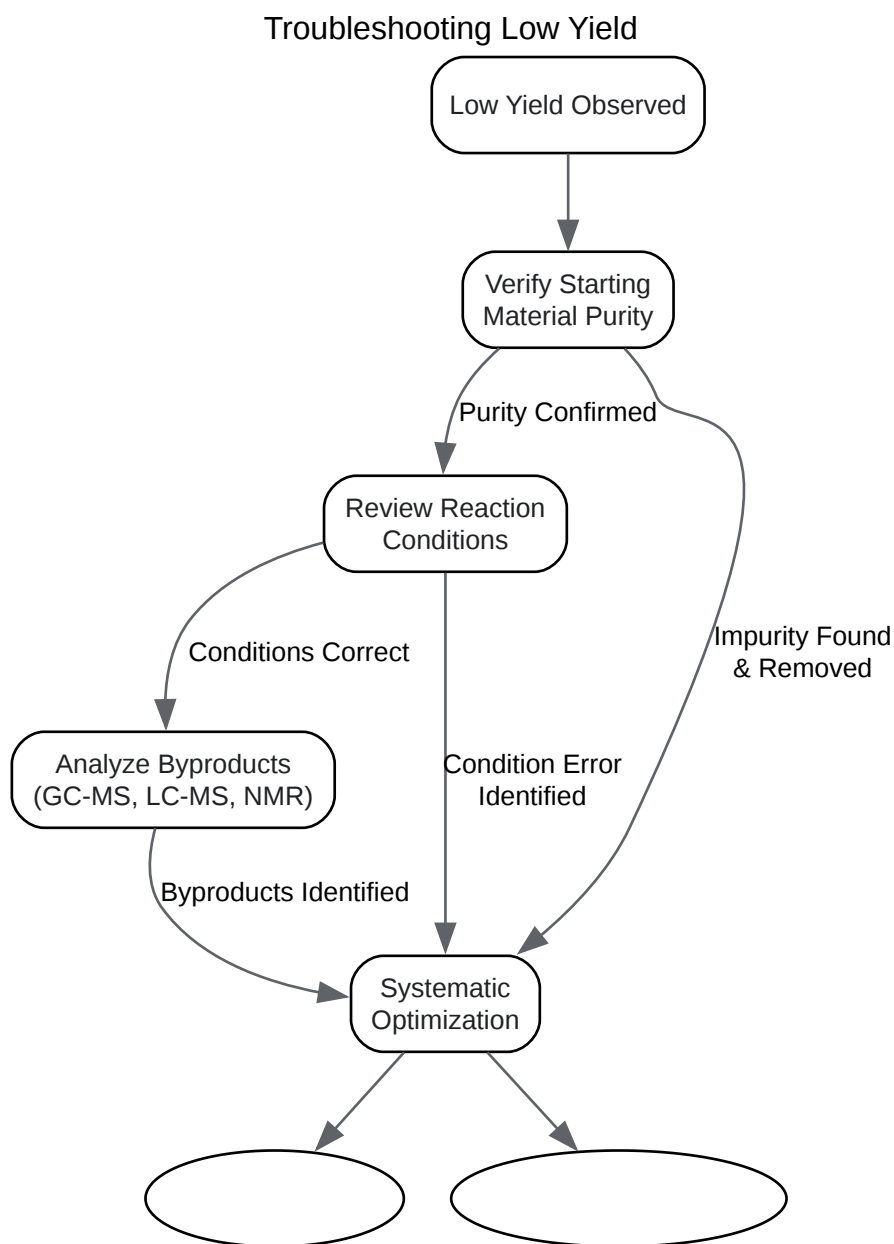 Troubleshooting Low Yield
Low Yield Observed
Verify Starting
Material Purity
Purity Confirmed
Review Reaction
Conditions
Impurity Found
& Removed
Conditions Correct
Analyze Byproducts
(GC-MS, LC-MS, NMR)
Condition Error
Identified
Byproducts Identified
Systematic
Optimization